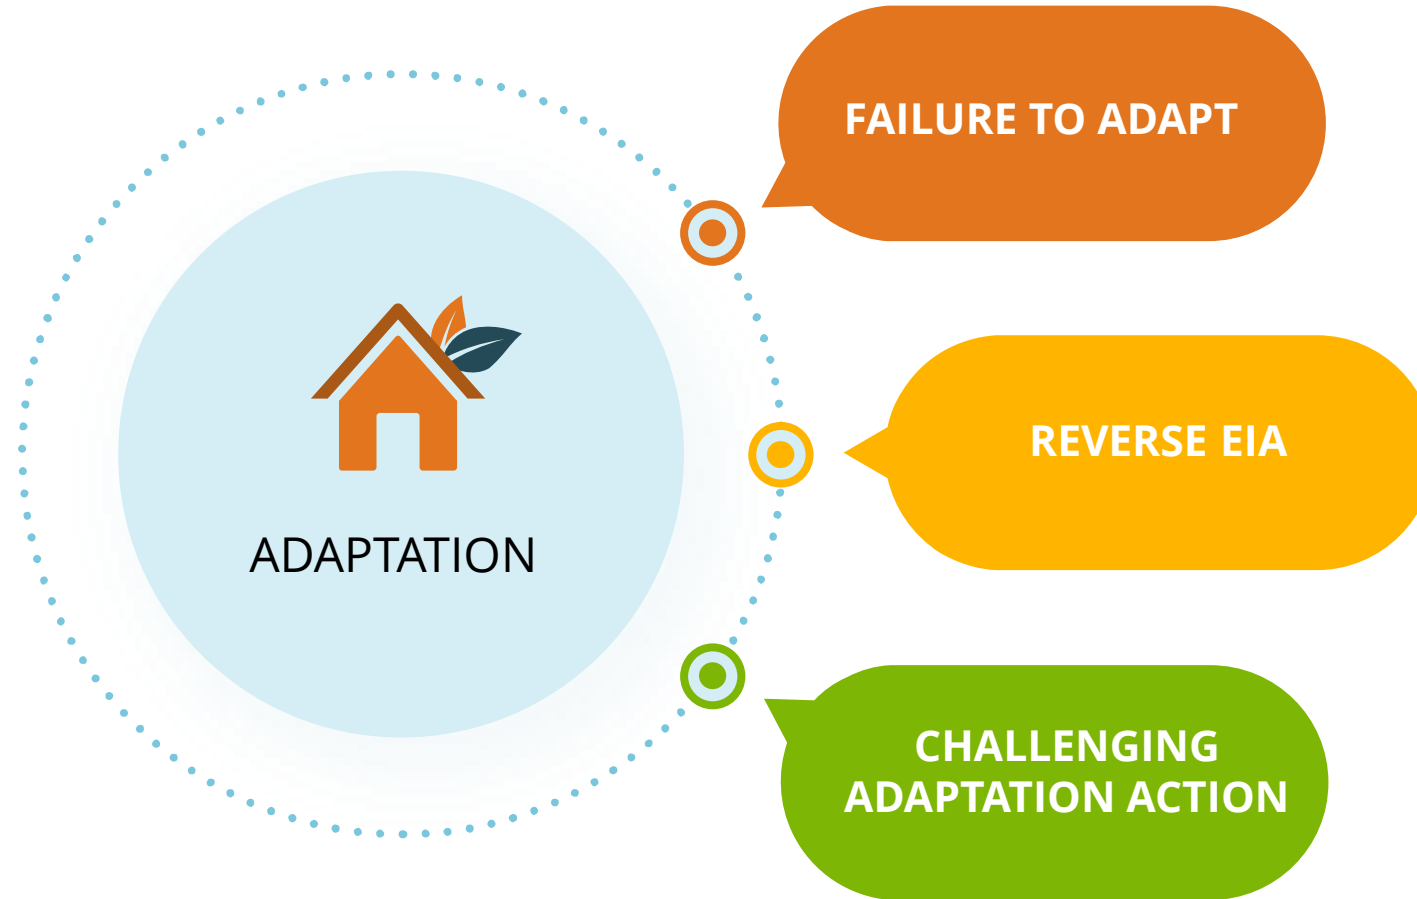 FAILURE TO ADAPT
REVERSE EIA
ADAPTATION
CHALLENGING
ADAPTATION ACTION